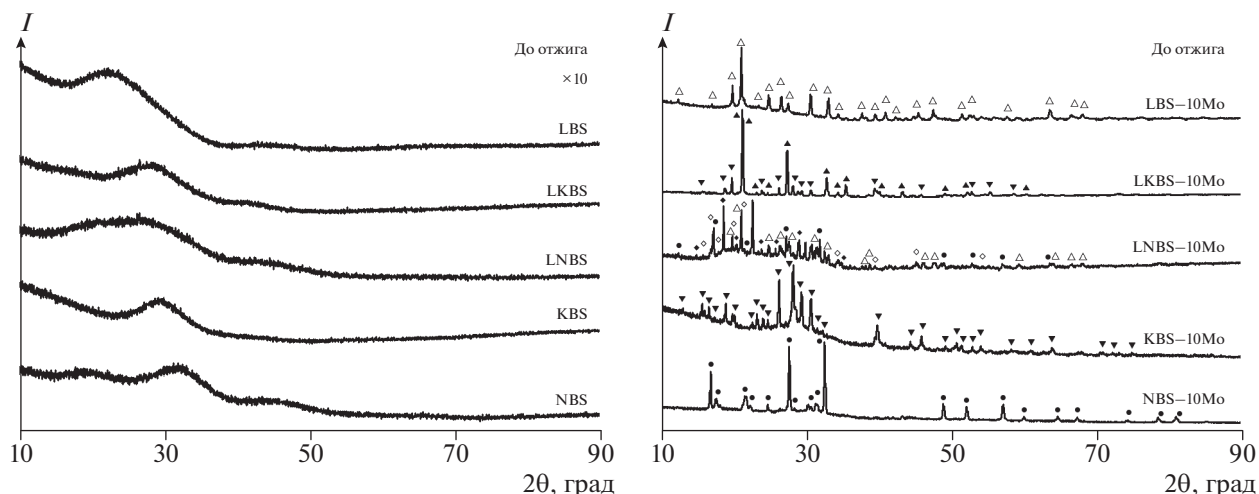 I
До отжига
×10
LBS
LKBS
LNBS
KBS
NBS
10 30 50 70 90
2θ, град
I
До отжига
LBS–10Mo
LKBS–10Mo
LNBS–10Mo
KBS–10Mo
NBS–10Mo
10 30 50 70 90
2θ, град